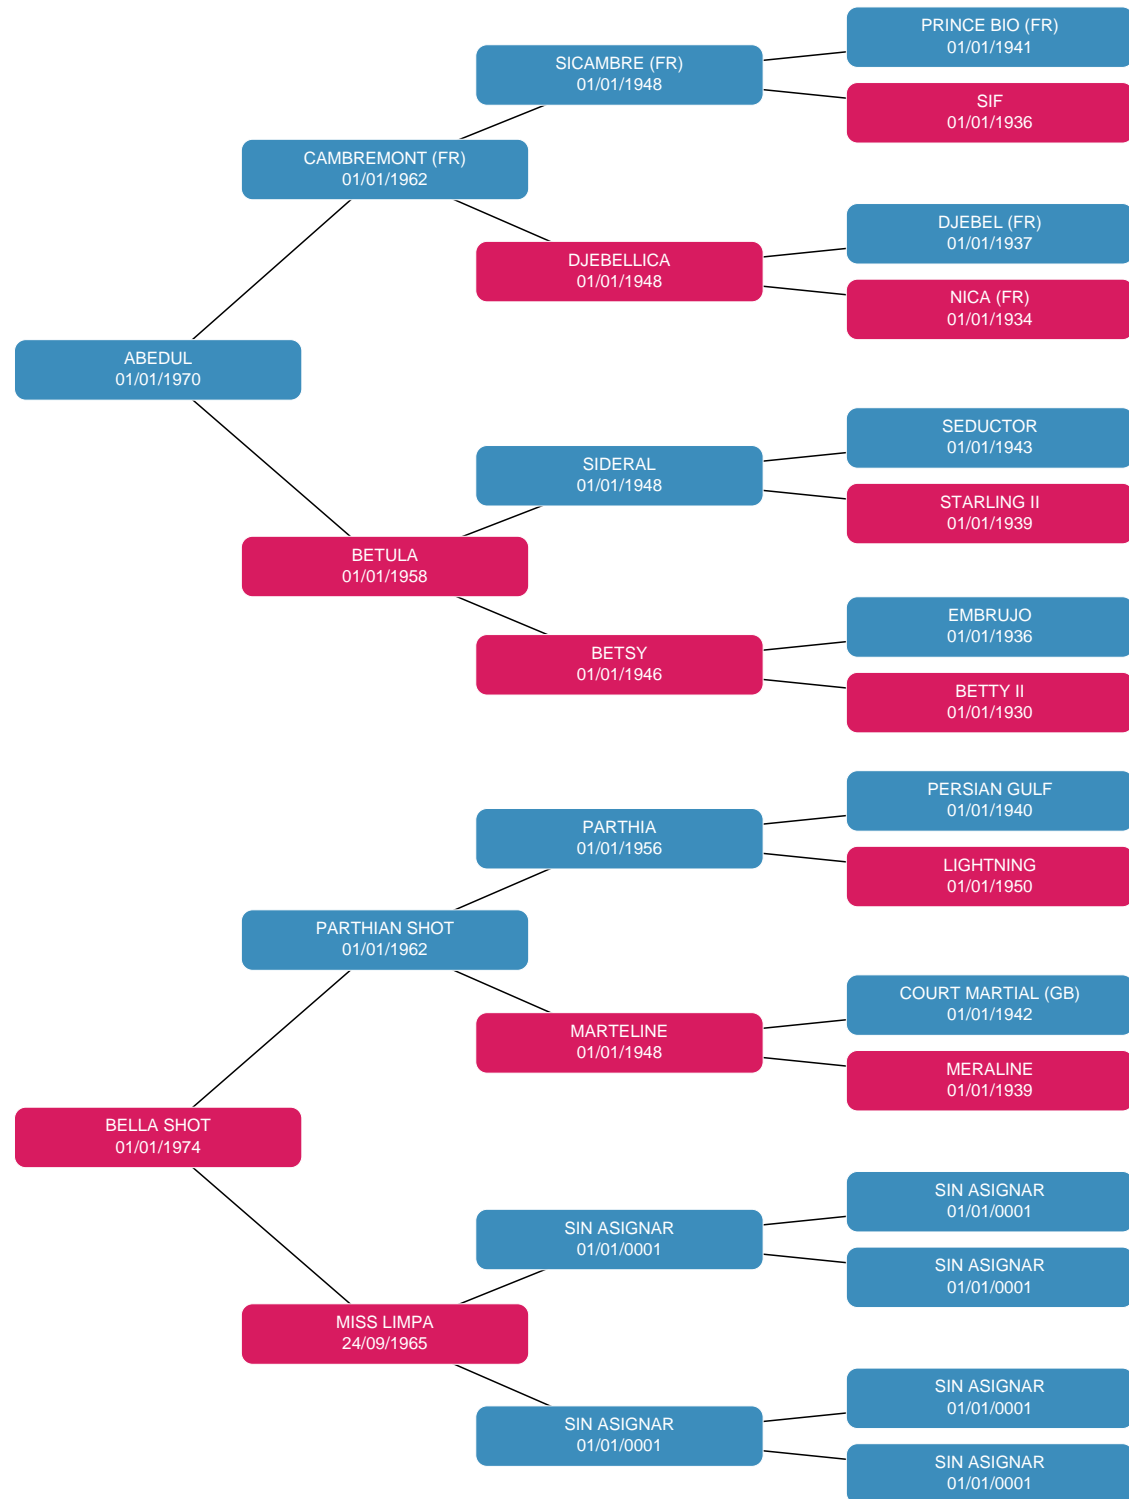 PRINCE BIO (FR)
01/01/1941
SICAMBRE (FR)
01/01/1948
SIF
01/01/1936
CAMBREMONT (FR)
01/01/1962
DJEBEL (FR)
01/01/1937
DJEBELLICA
01/01/1948
NICA (FR)
01/01/1934
ABEDUL
01/01/1970
SEDUCTOR
01/01/1943
SIDERAL
01/01/1948
STARLING II
01/01/1939
BETULA
01/01/1958
EMBRUJO
01/01/1936
BETSY
01/01/1946
BETTY II
01/01/1930
PERSIAN GULF
01/01/1940
PARTHIA
01/01/1956
LIGHTNING
01/01/1950
PARTHIAN SHOT
01/01/1962
COURT MARTIAL (GB)
01/01/1942
MARTELINE
01/01/1948
MERALINE
01/01/1939
BELLA SHOT
01/01/1974
SIN ASIGNAR
01/01/0001
SIN ASIGNAR
01/01/0001
SIN ASIGNAR
01/01/0001
MISS LIMPA
24/09/1965
SIN ASIGNAR
01/01/0001
SIN ASIGNAR
01/01/0001
SIN ASIGNAR
01/01/0001